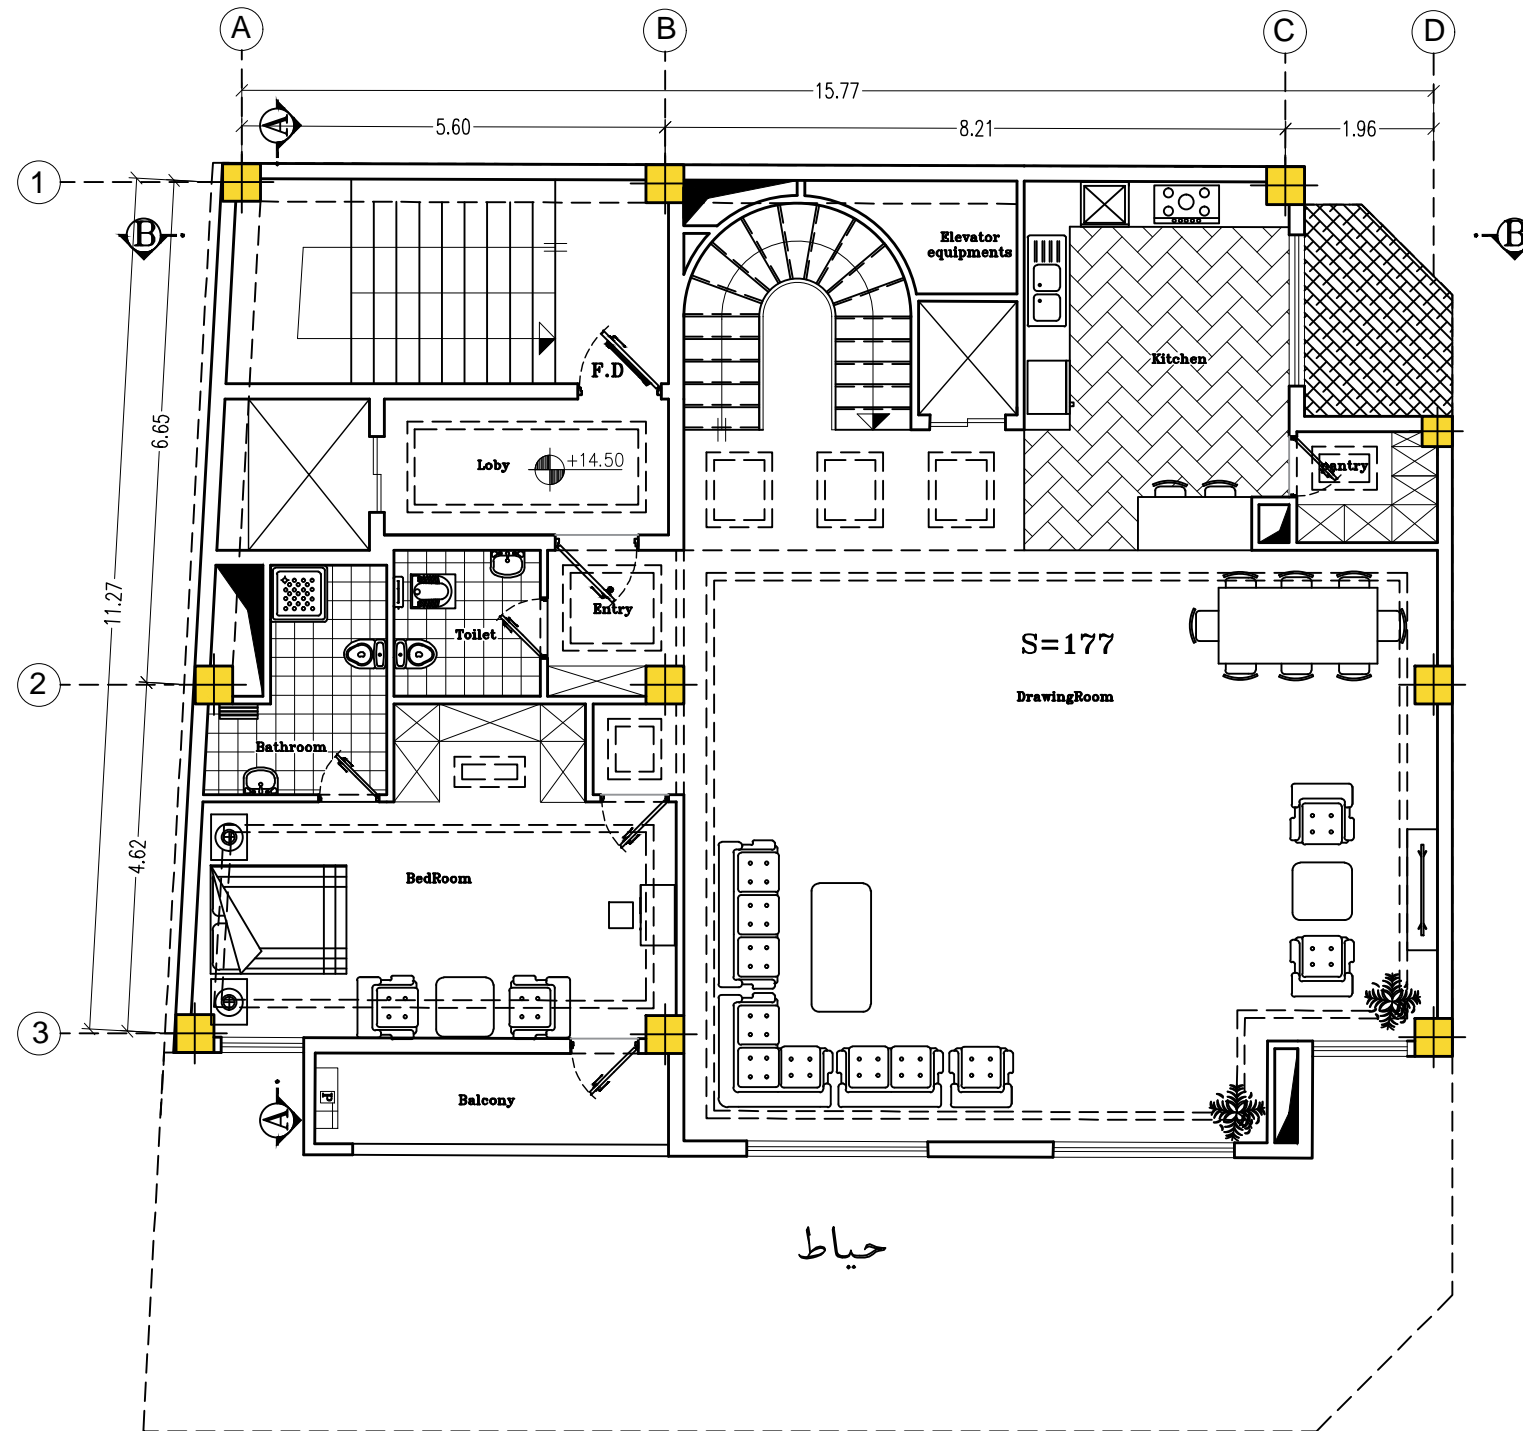 A
B
C
D
15.77
A
5.60
8.21
1.96
1
B
B
Elevator
equipments
Kitchen
F.D
6.65
Loby
+14.50
pantry
11.27
Entry
Toilet
S=177
2
DrawingRoom
Bathroom
4.62
BedRoom
3
P
Balcony
A
حیاط